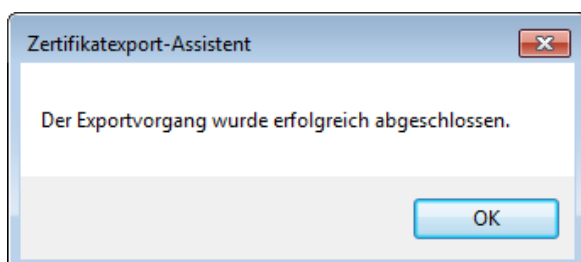 Zertifikatexport-Assistent
Der Exportvorgang wurde erfolgreich abgeschlossen.
OK